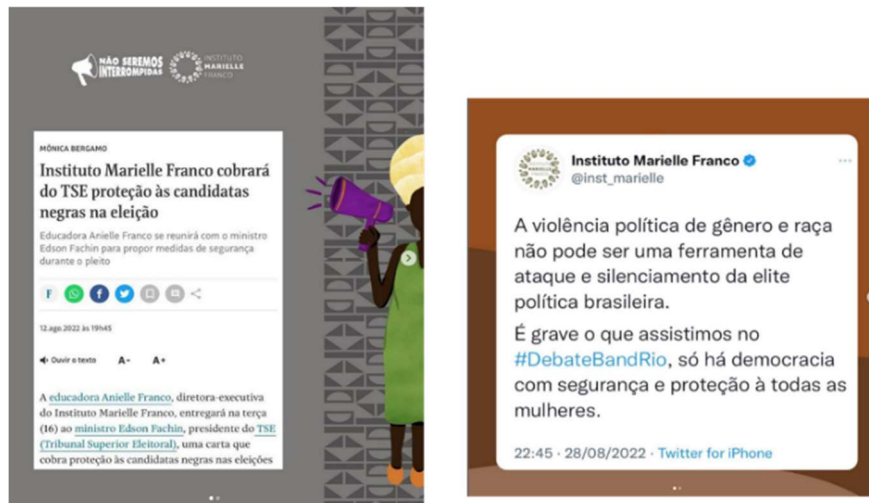 NÃO SEREMOS
INTERROMPIDAS
INSTITUTO
MARIELLE
FRANCO
MÔNICA BERGAMO
Instituto Marielle Franco cobrará
do TSE proteção às candidatas
negras na eleição
Educadora Anielle Franco se reunirá com o ministro
Edson Fachin para propor medidas de segurança
durante o pleito
F
12.ago.2022 às 19h45
Ouvir o texto A- A+
A educadora Anielle Franco, diretora-executiva
do Instituto Marielle Franco, entregará na terça
(16) ao ministro Edson Fachin, presidente do TSE
(Tribunal Superior Eleitoral), uma carta que
cobra proteção às candidatas negras nas eleições
Instituto Marielle Franco
@inst_marielle
A violência política de gênero e raça
não pode ser uma ferramenta de
ataque e silenciamento da elite
política brasileira.
É grave o que assistimos no
#DebateBandRio, só há democracia
com segurança e proteção à todas as
mulheres.
22:45 · 28/08/2022 · Twitter for iPhone